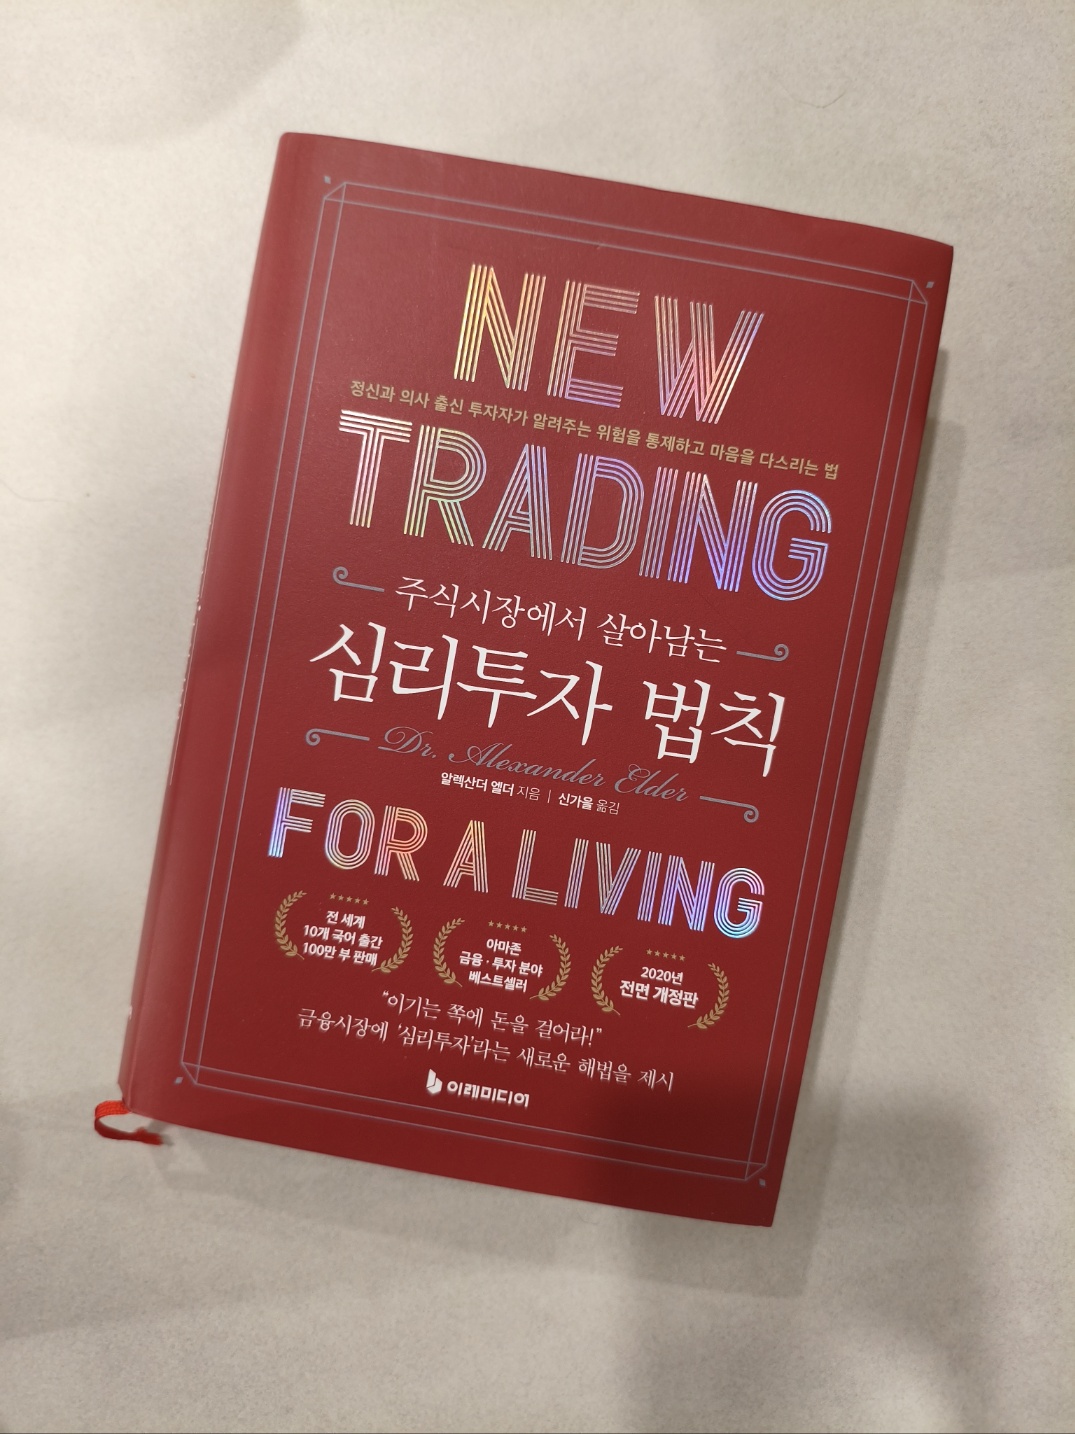 NEW
정신과 의사 출신 투자자가 알려주는 위험을 통제하고 마음을 다스리는 법
TRADING
주식시장에서 살아남는
심리투자 법칙
Dr. Alexander Elder
알렉산더 엘더 지음 | 신가을 옮김
FOR A LIVING
전 세계
10개 국어 출간
100만 부 판매
아마존
금융·투자 분야
베스트셀러
2020년
전면 개정판
“이기는 쪽에 돈을 걸어라!”
금융시장에 '심리투자'라는 새로운 해법을 제시
이레미디어